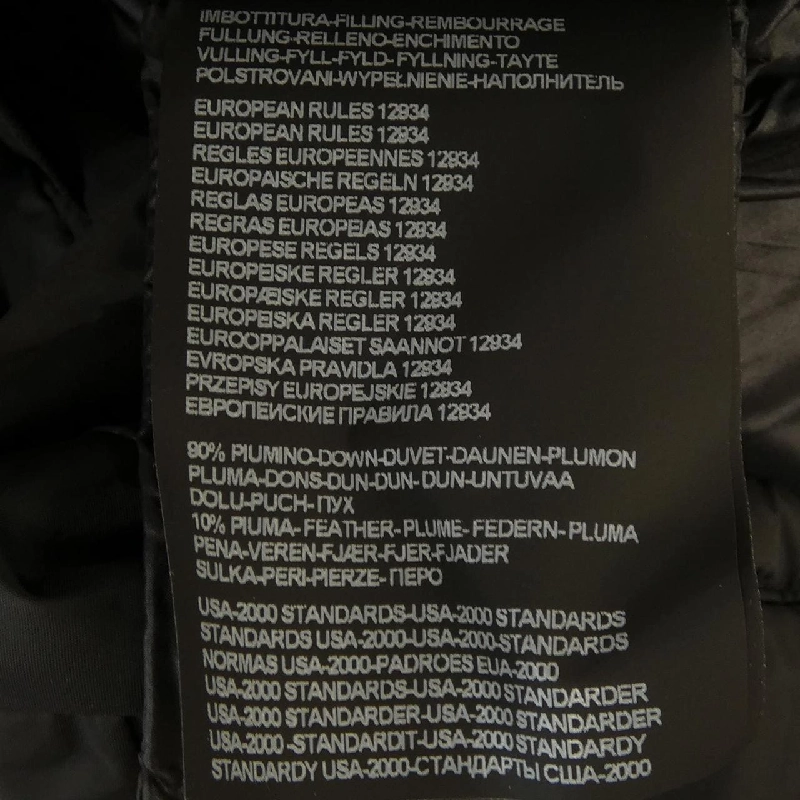 IMBOTTITURA-FILLING-REMBOURRAGE
FULLUNG-RELLENO-ENCHIMENTO
VULLING-FYLL-FYLD-FYLLNING-TAYTE
POLSTROVANI-WYPEŁNIENIE-НАПОЛНИТЕЛЬ
EUROPEAN RULES 12934
EUROPEAN RULES 12934
REGLES EUROPEENNES 12934
EUROPAISCHE REGELN 12934
REGLAS EUROPEAS 12934
REGRAS EUROPEIAS 12934
EUROPESE REGELS 12934
EUROPEISKE REGLER 12934
EUROPÆISKE REGLER 12934
EUROPEISKA REGLER 12934
EUROOPPALAISET SAANNOT 12934
EVROPSKA PRAVIDLA 12934
PRZEPISY EUROPEJSKIE 12934
ЕВРОПЕИСКИЕ ПРАВИЛА 12934
90% PIUMINO-DOWN-DUVET-DAUNEN-PLUMON
PLUMA-DONS-DUN-DUN-DUN-UNTUVAA
DOLU-PUCH-ПУХ
10% PIUMA-FEATHER-PLUME-FEDERN-PLUMA
PENA-VEREN-FJÆR-FJER-FJADER
SULKA-PERI-PIERZE-ПЕРО
USA-2000 STANDARDS-USA-2000 STANDARDS
STANDARDS USA-2000-USA-2000-STANDARDS
NORMAS USA-2000-PADROES EUA-2000
USA-2000 STANDARDS-USA-2000 STANDARDER
USA-2000 STANDARDER-USA-2000 STANDARDER
USA-2000 -STANDARDIT-USA-2000 STANDARDY
STANDARDY USA-2000-СТАНДАРТЫ США-2000